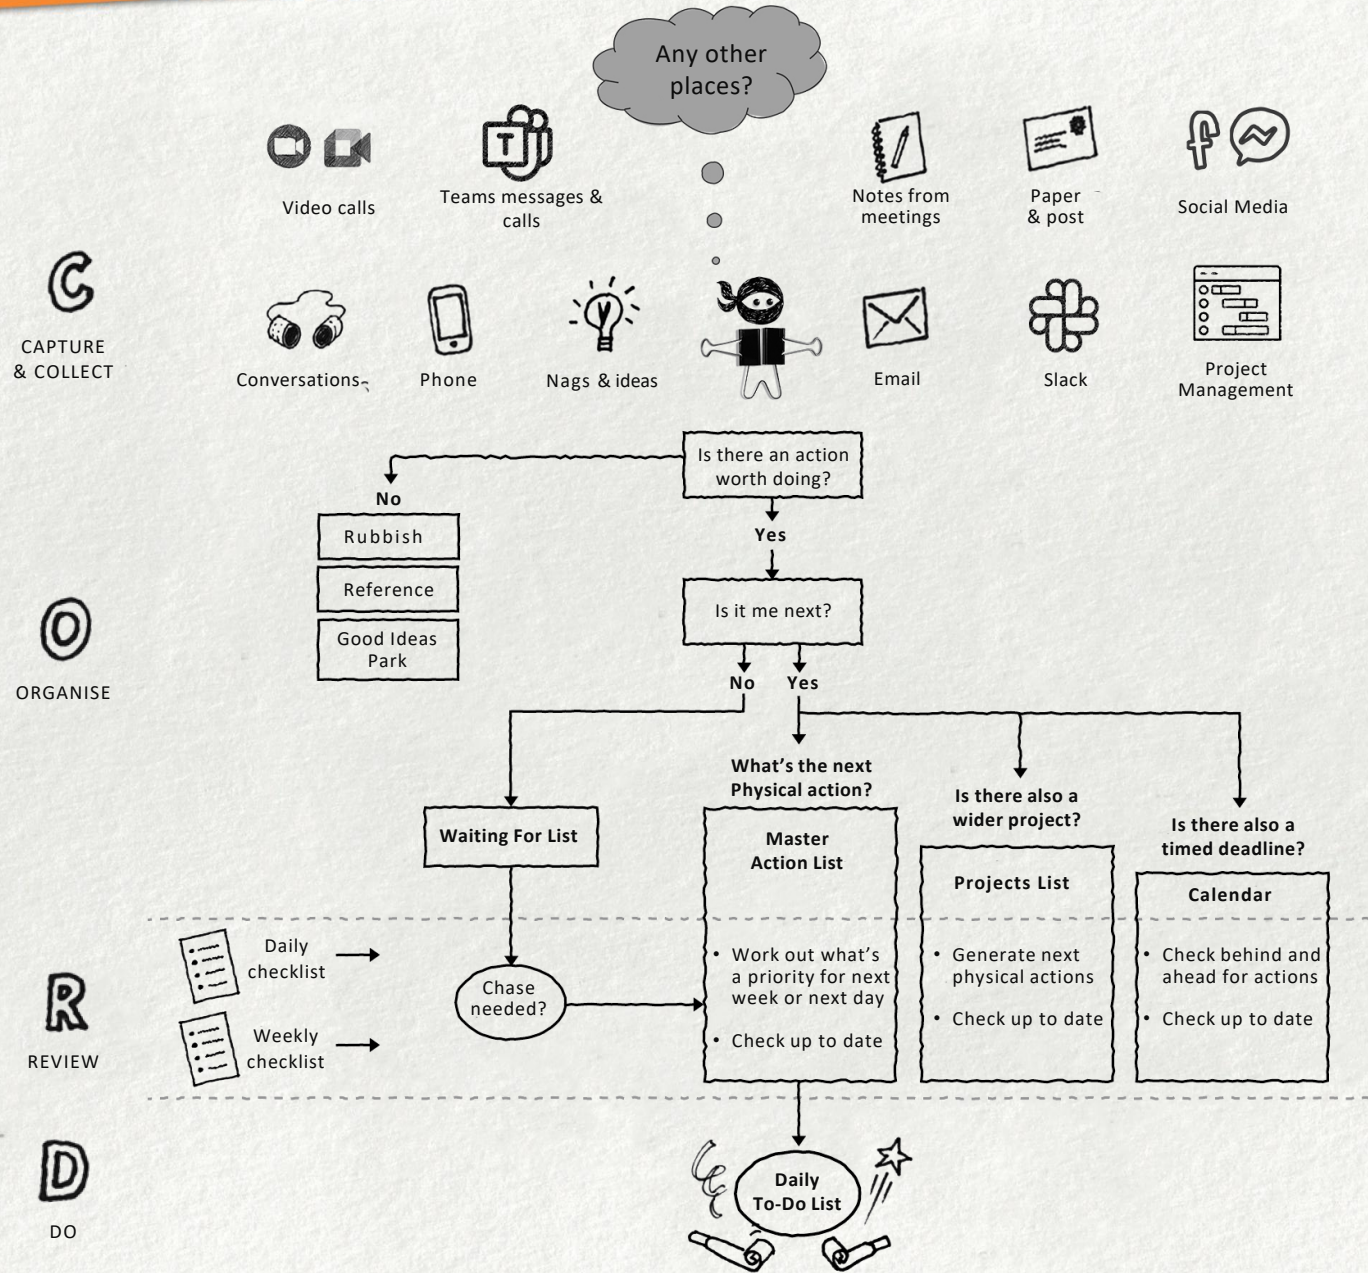 Any other
places?
Video calls
Teams messages &
calls
Notes from
meetings
Paper
& post
Social Media
C
CAPTURE
& COLLECT
Conversations
Phone
Nags & ideas
Email
Slack
Project
Management
Is there an action
worth doing?
No
Rubbish
Reference
Good Ideas
Park
Yes
Is it me next?
No
Yes
O
ORGANISE
Waiting For List
What's the next
Physical action?
Master
Action List
Is there also a
wider project?
Projects List
Is there also a
timed deadline?
Calendar
R
REVIEW
Daily
checklist
Weekly
checklist
Chase
needed?
• Work out what's
a priority for next
week or next day
• Check up to date
• Generate next
physical actions
• Check up to date
• Check behind and
ahead for actions
• Check up to date
D
DO
Daily
To-Do List
T